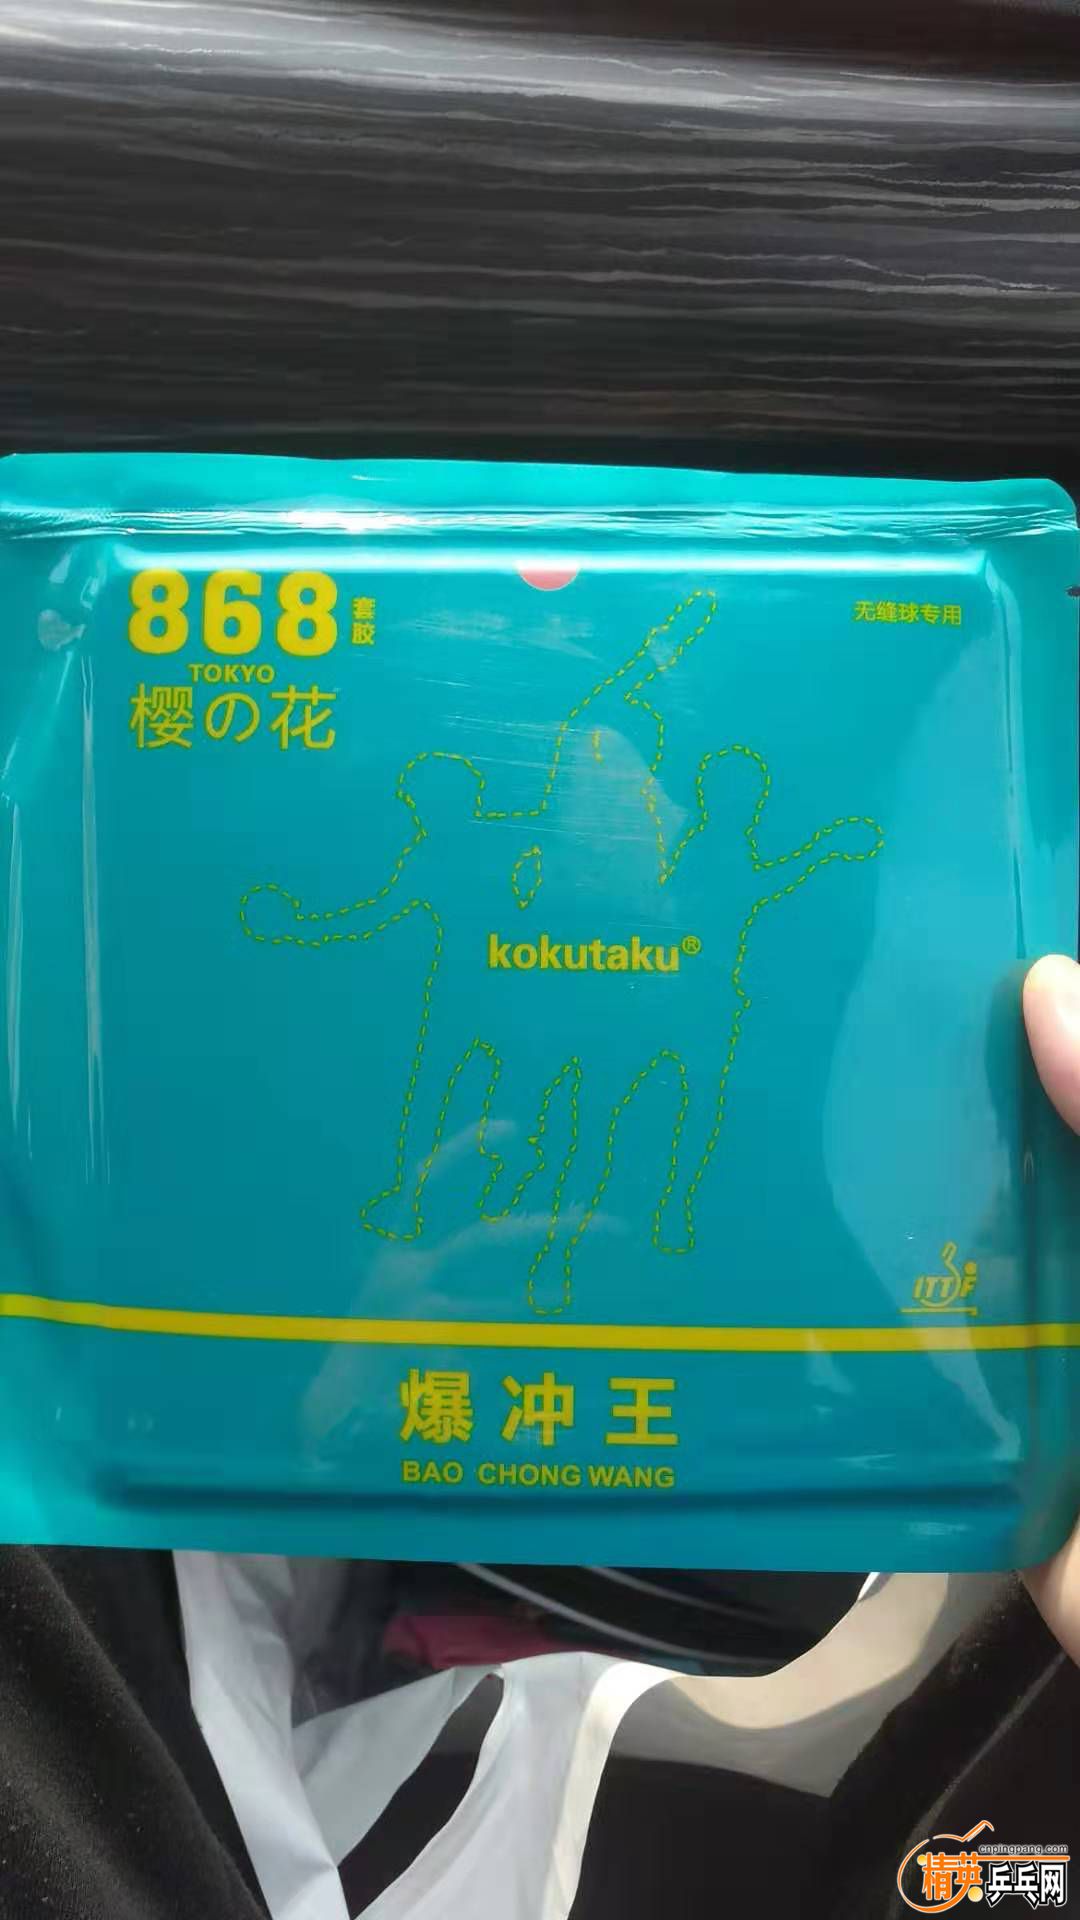 868 套胶
TOKYO
樱の花
无缝球专用
kokutaku®
ITTF
爆冲王
BAO CHONG WANG
cnpingpang.com
精英乒乓网